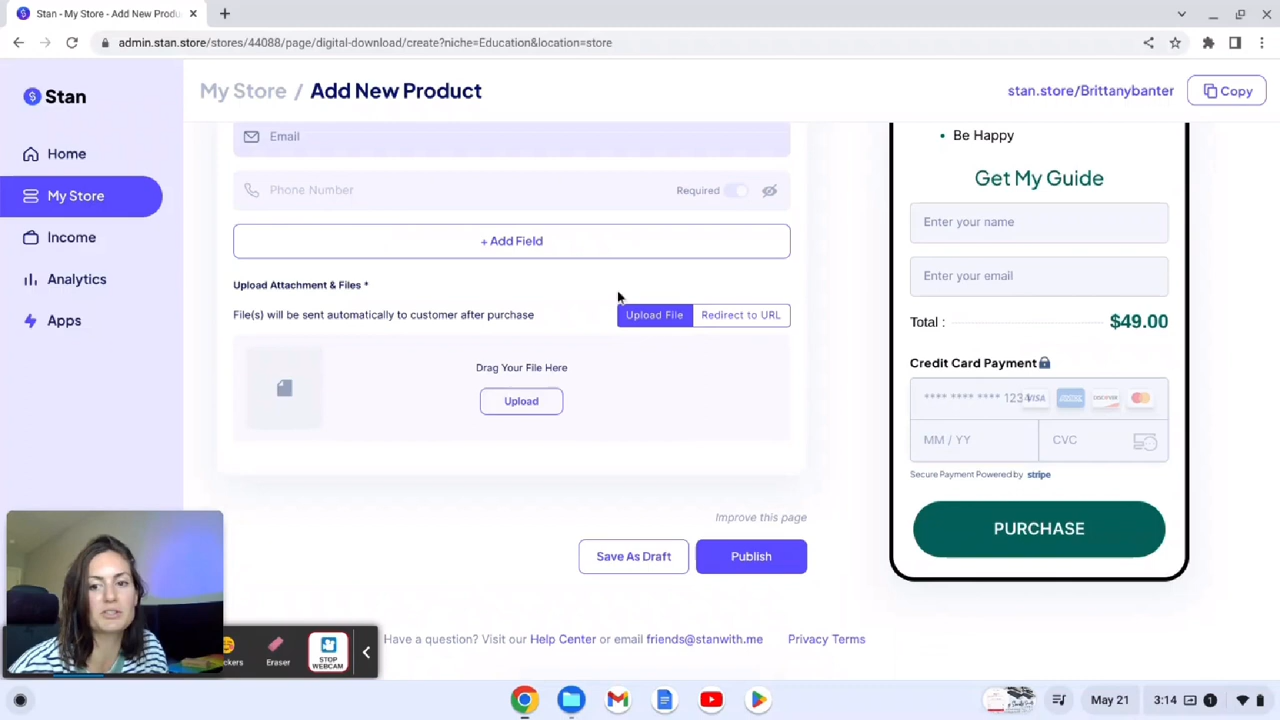 Stan - My Store - Add New Produ
admin.stan.store/stores/44088/page/digital-download/create?niche=Education&location=store
Stan
My Store / Add New Product
stan.store/Brittanybanter
Copy
Home
My Store
Income
Analytics
Apps
Email
Phone Number
Required
+ Add Field
Upload Attachment & Files *
File(s) will be sent automatically to customer after purchase
Upload File
Redirect to URL
Drag Your File Here
Upload
Improve this page
Save As Draft
Publish
Be Happy
Get My Guide
Enter your name
Enter your email
Total :
$49.00
Credit Card Payment
**** **** **** 1234
VISA
DISCOVER
MM / YY
CVC
Secure Payment Powered by stripe
PURCHASE
Have a question? Visit our Help Center or email friends@stanwith.me
Privacy Terms
ckers
Eraser
STOP
WEBCAM
May 21
3:14
1